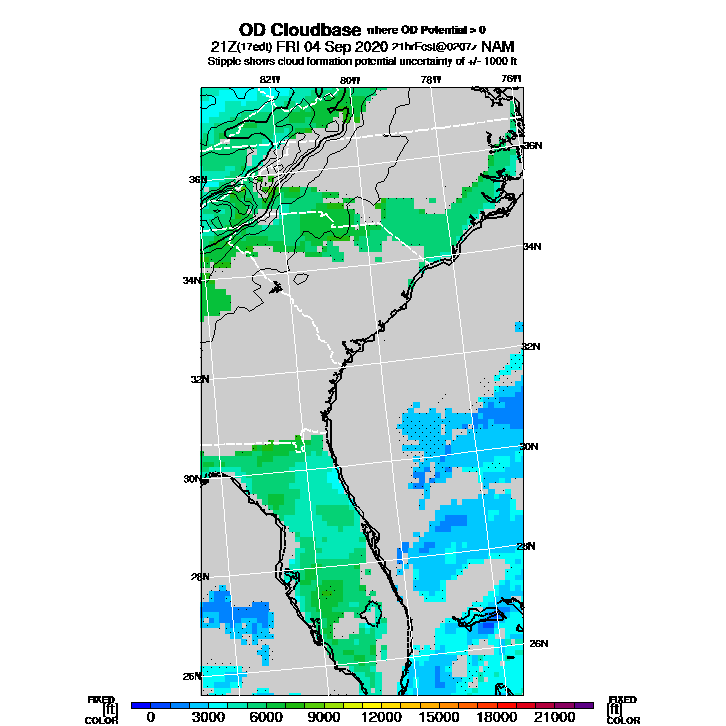 OD Cloudbase where OD Potential > 0
21Z(17edt) FRI 04 Sep 2020 21hrFcst@0207z NAM
Stipple shows cloud formation potential uncertainty of +/- 1000 ft
82W 80W 78W 76W
36N
36N
34N
34N
32N
32N
30N
30N
28N
28N
26N
26N
FIXED FIXED
[ft] [ft]
COLOR 0 3000 6000 9000 12000 15000 18000 21000 COLOR